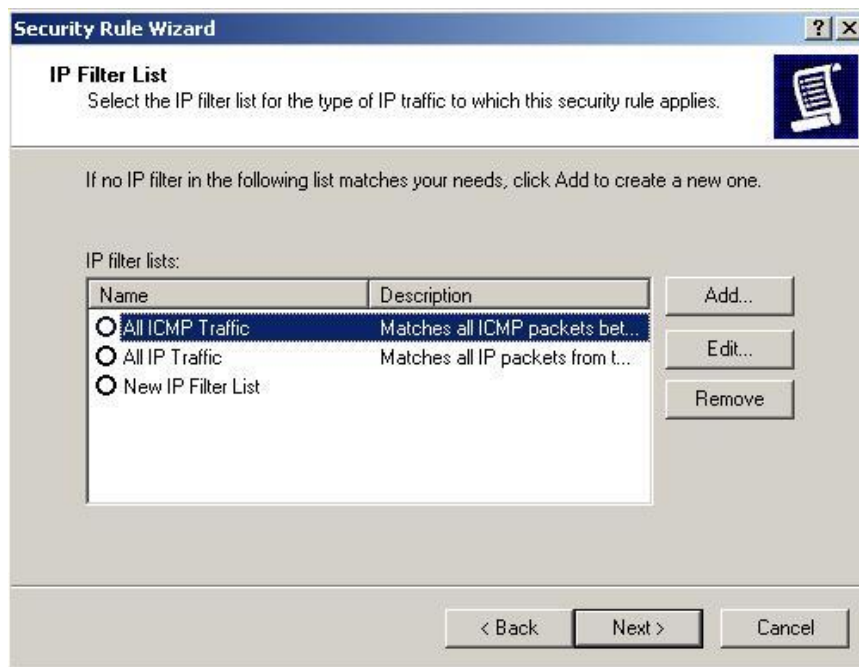 Security Rule Wizard
IP Filter List
Select the IP filter list for the type of IP traffic to which this security rule applies.
If no IP filter in the following list matches your needs, click Add to create a new one.
IP filter lists:
Name Description
All ICMP Traffic Matches all ICMP packets bet...
All IP Traffic Matches all IP packets from t...
New IP Filter List
Add...
Edit...
Remove
< Back Next > Cancel